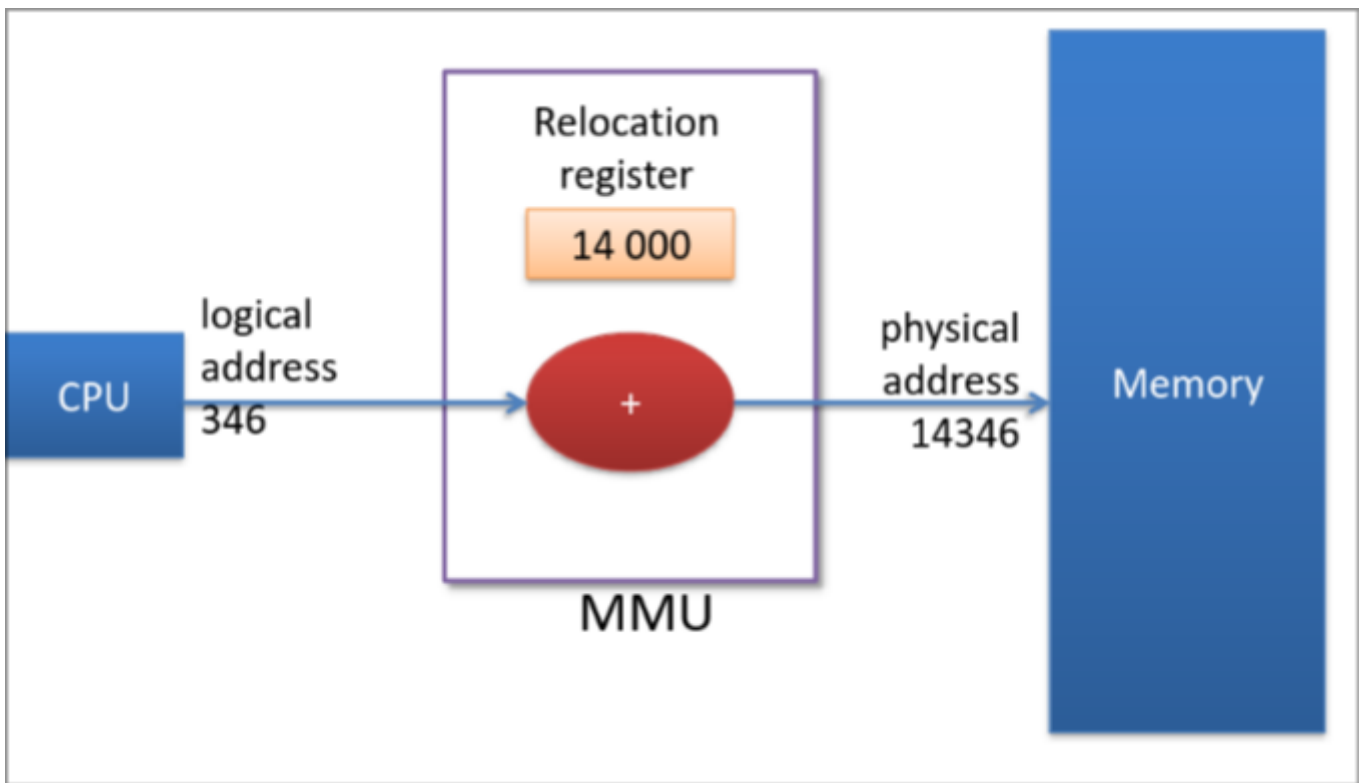 Relocation
register
14 000
logical
address
346
CPU
+
physical
address
14346
Memory
MMU